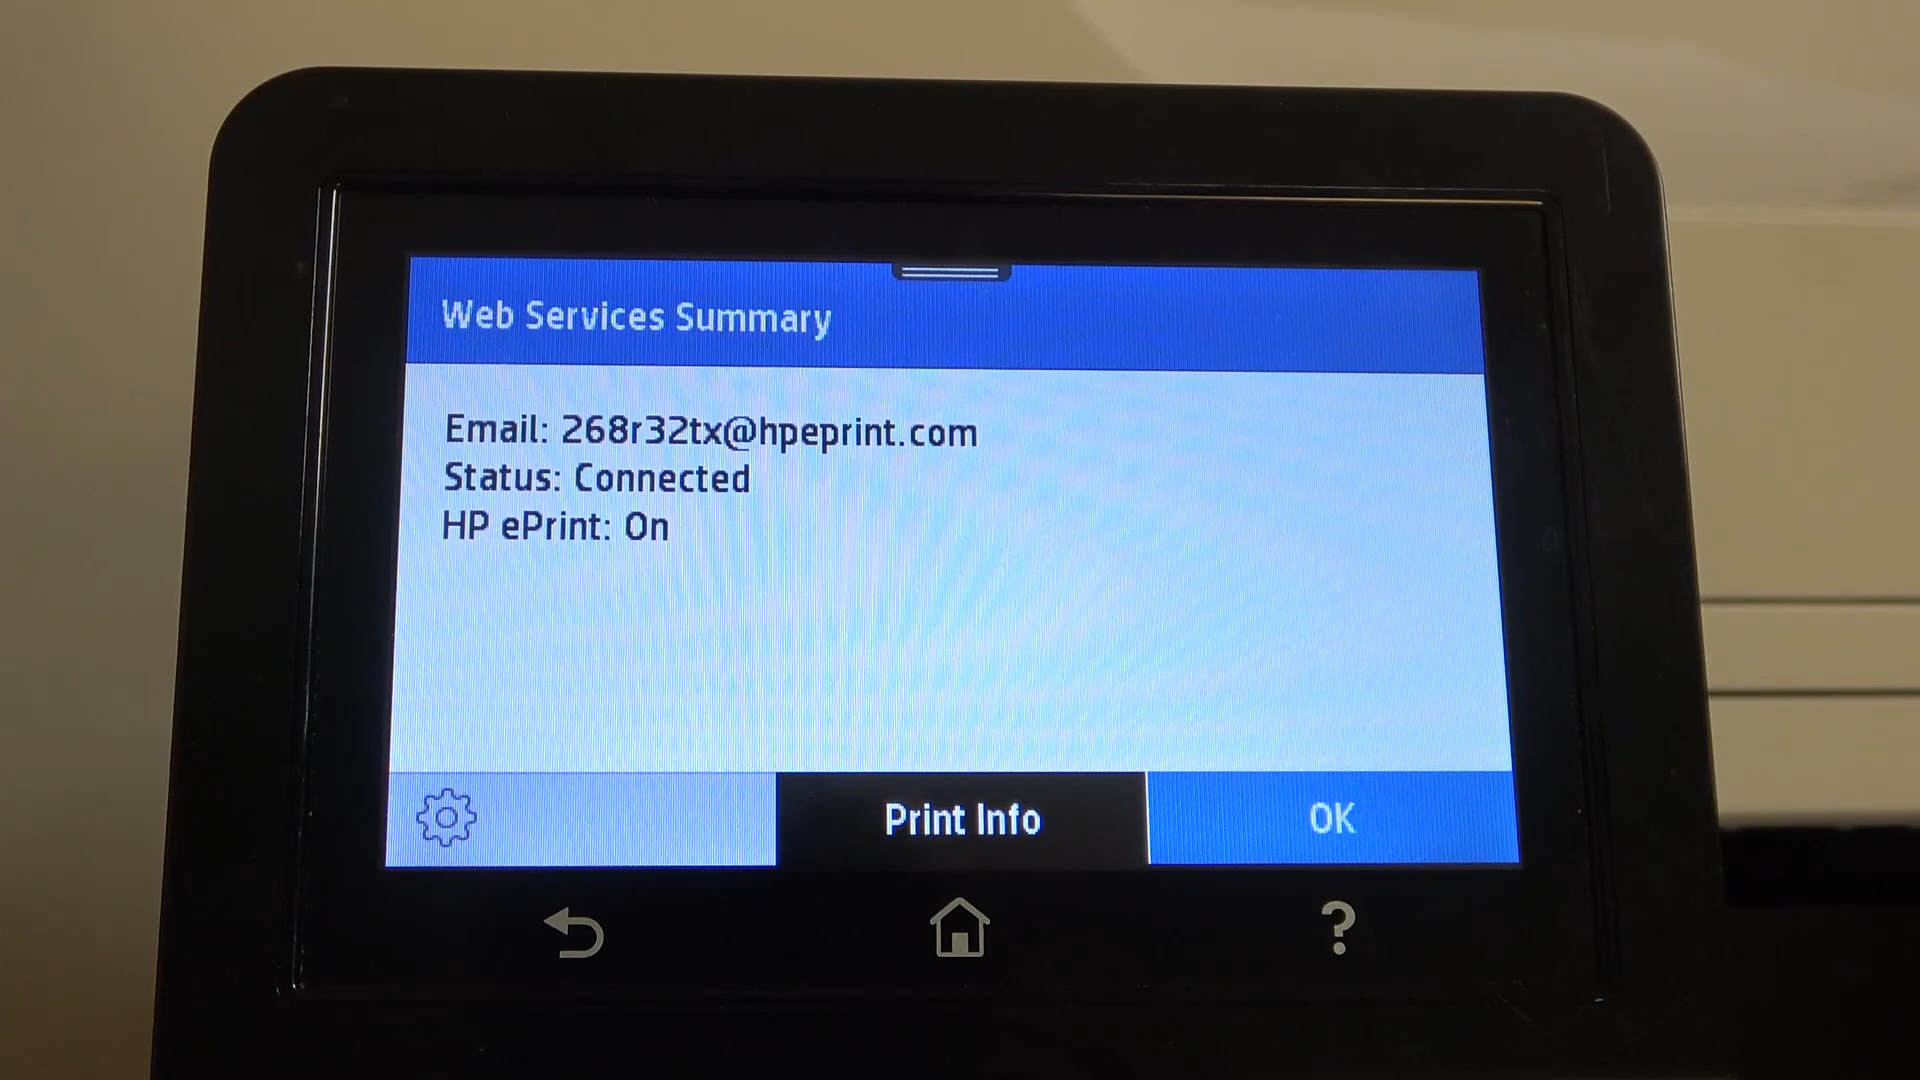 Web Services Summary
Email: 268r32tx@hpeprint.com
Status: Connected
HP ePrint: On
Print Info
OK
?